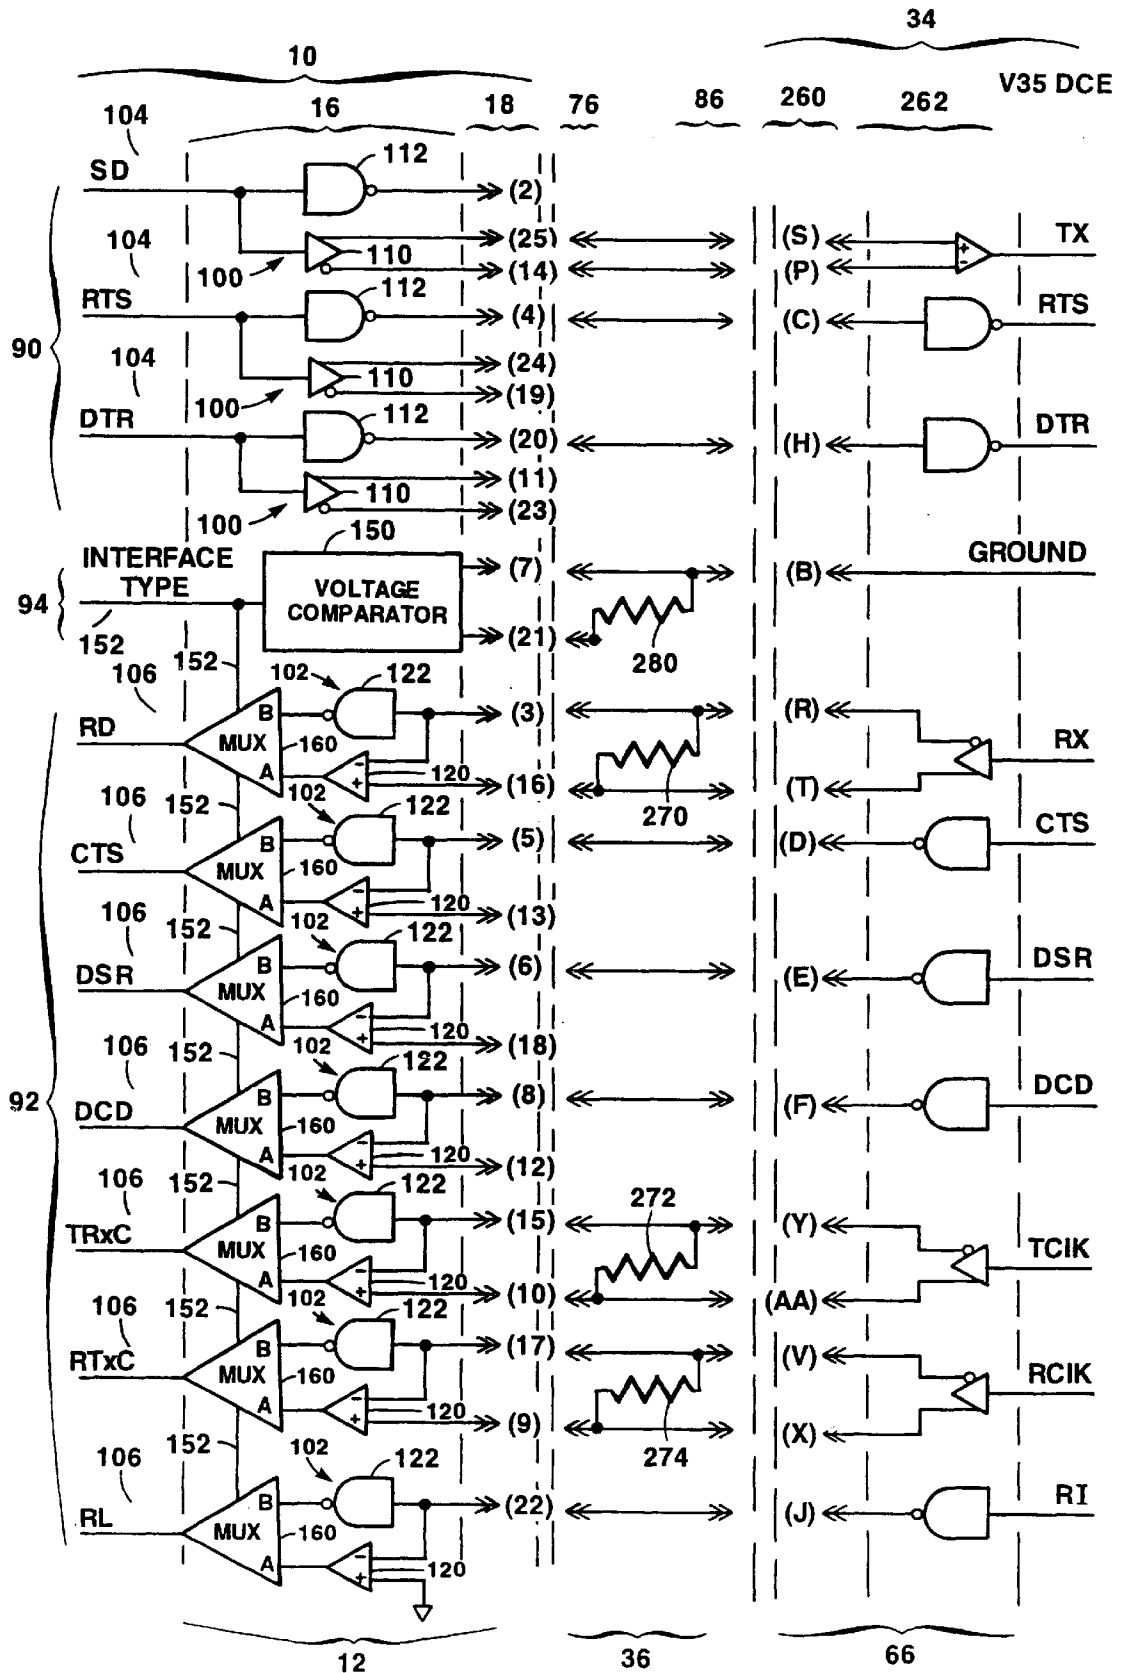 34
10
V35 DCE
104 16 18 76 86 260 262
SD 112 (2)
104 110 (25) (S) TX
100 (14) (P)
RTS 112 (4) (C) RTS
90 104 110 (24)
100 (19)
DTR 112 (20) (H) DTR
110 (11)
100 (23)
150
INTERFACE TYPE VOLTAGE COMPARATOR (7) (B) GROUND
94
152 (21) 280
152 102 122
106
RD B MUX A 160 (3) (R) RX
120 (16) 270 (T)
106 152 102 122
CTS B MUX A 160 (5) (D) CTS
120 (13)
106 152 102 122
DSR B MUX A 160 (6) (E) DSR
120 (18)
106 152 102 122
92
DCD B MUX A 160 (8) (F) DCD
120 (12)
106 152 102 122
TRxC B MUX A 160 (15) 272 (Y) TCIK
120 (10) (AA)
106 152 102 122
RTxC B MUX A 160 (17) (V) RCIK
120 (9) 274 (X)
106 152 102 122
RL B MUX A 160 (22) (J) RI
120
12 36 66